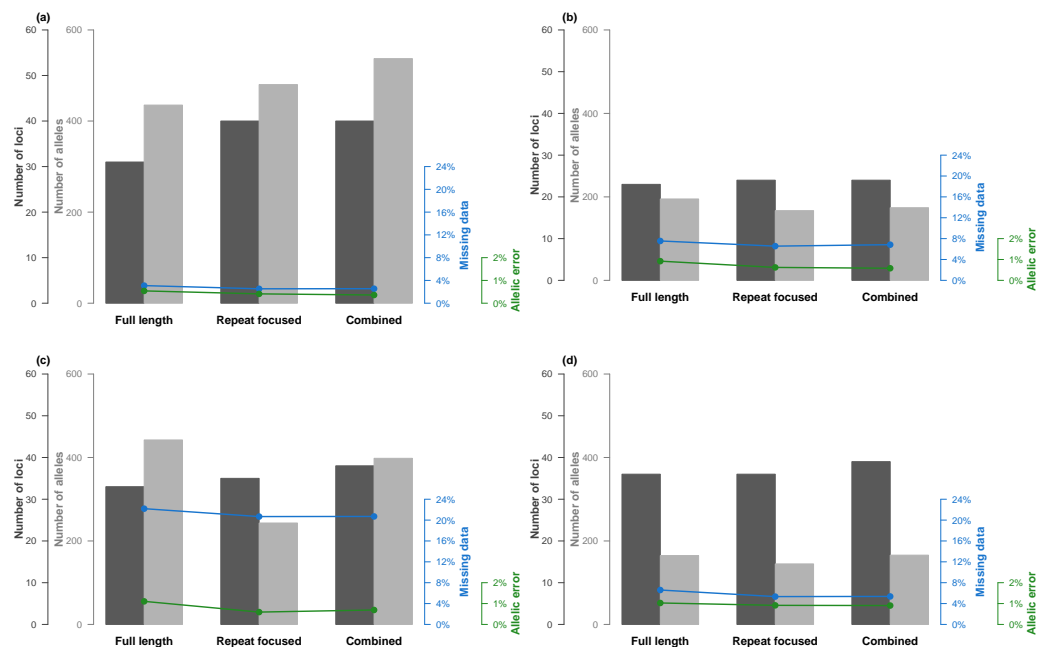 (a)
Number of loci
0
10
20
30
40
50
60
Number of alleles
0
200
400
600
Missing data
0%
4%
8%
12%
16%
20%
24%
Allelic error
0%
1%
2%
Full length
Repeat focused
Combined
(b)
Number of loci
0
10
20
30
40
50
60
Number of alleles
0
200
400
600
Missing data
0%
4%
8%
12%
16%
20%
24%
Allelic error
0%
1%
2%
Full length
Repeat focused
Combined
(c)
Number of loci
0
10
20
30
40
50
60
Number of alleles
0
200
400
600
Missing data
0%
4%
8%
12%
16%
20%
24%
Allelic error
0%
1%
2%
Full length
Repeat focused
Combined
(d)
Number of loci
0
10
20
30
40
50
60
Number of alleles
0
200
400
600
Missing data
0%
4%
8%
12%
16%
20%
24%
Allelic error
0%
1%
2%
Full length
Repeat focused
Combined